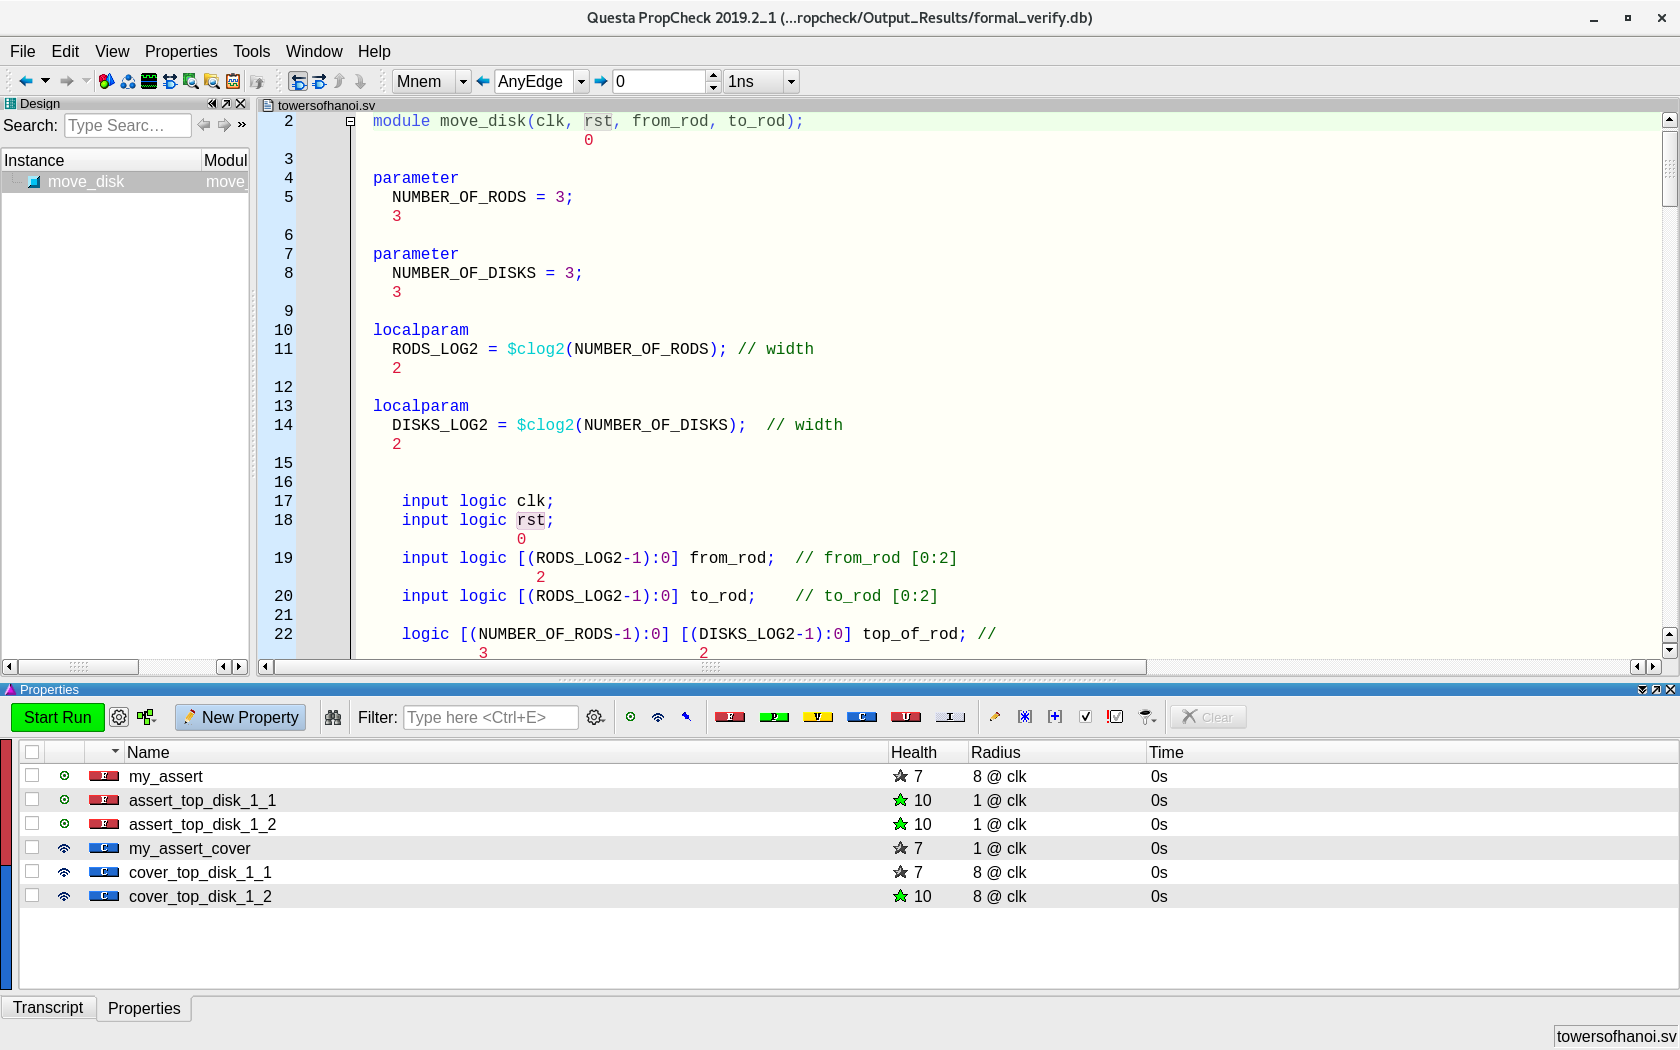 Questa PropCheck 2019.2_1 (...ropcheck/Output_Results/formal_verify.db)
File Edit View Properties Tools Window Help
Mnem AnyEdge 0 1ns
Design
Search: Type Searc...
Instance Modul
move_disk move_
towersofhanoi.sv
2 module move_disk(clk, rst, from_rod, to_rod);
0
3
4 parameter
5 NUMBER_OF_RODS = 3;
3
6
7 parameter
8 NUMBER_OF_DISKS = 3;
3
9
10 localparam
11 RODS_LOG2 = $clog2(NUMBER_OF_RODS); // width
2
12
13 localparam
14 DISKS_LOG2 = $clog2(NUMBER_OF_DISKS);  // width
2
15
16
17 input logic clk;
18 input logic rst;
0
19 input logic [(RODS_LOG2-1):0] from_rod;  // from_rod [0:2]
2
20 input logic [(RODS_LOG2-1):0] to_rod;    // to_rod [0:2]
21
22 logic [(NUMBER_OF_RODS-1):0] [(DISKS_LOG2-1):0] top_of_rod; //
3 2
Properties
Start Run New Property Filter: Type here <Ctrl+E> F P V C U I Clear
Name Health Radius Time
F my_assert 7 8 @ clk 0s
F assert_top_disk_1_1 10 1 @ clk 0s
F assert_top_disk_1_2 10 1 @ clk 0s
C my_assert_cover 7 1 @ clk 0s
C cover_top_disk_1_1 7 8 @ clk 0s
C cover_top_disk_1_2 10 8 @ clk 0s
Transcript Properties
towersofhanoi.sv